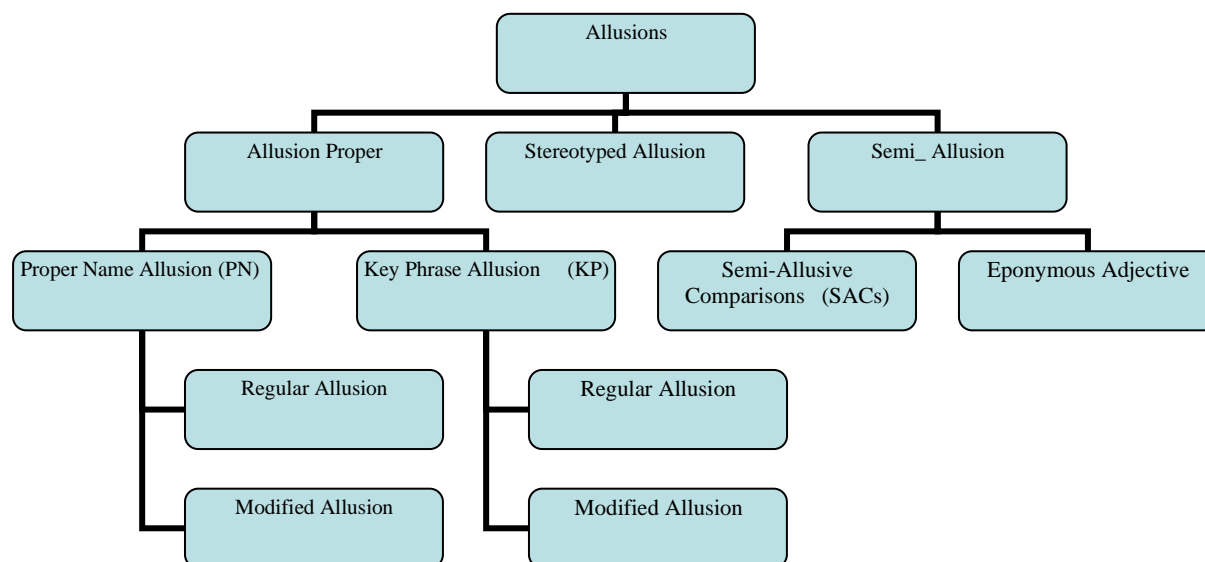 Allusions
Allusion Proper
Stereotyped Allusion
Semi_ Allusion
Proper Name Allusion (PN)
Key Phrase Allusion (KP)
Semi-Allusive
Comparisons (SACs)
Eponymous Adjective
Regular Allusion
Regular Allusion
Modified Allusion
Modified Allusion